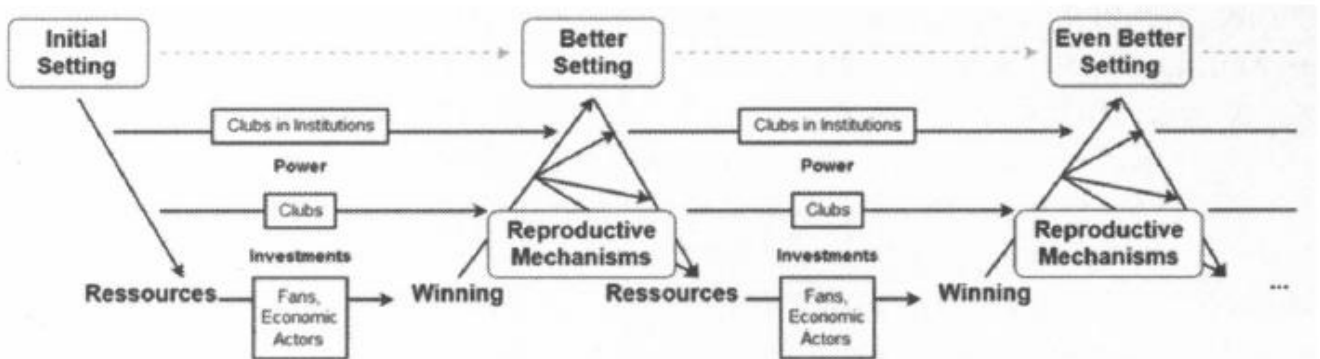 Initial
Setting
Better
Setting
Even Better
Setting
Clubs in Institutions
Clubs in Institutions
Power
Power
Clubs
Clubs
Reproductive
Mechanisms
Reproductive
Mechanisms
Investments
Investments
Ressources
Fans,
Economic
Actors
Winning
Ressources
Fans,
Economic
Actors
Winning
...